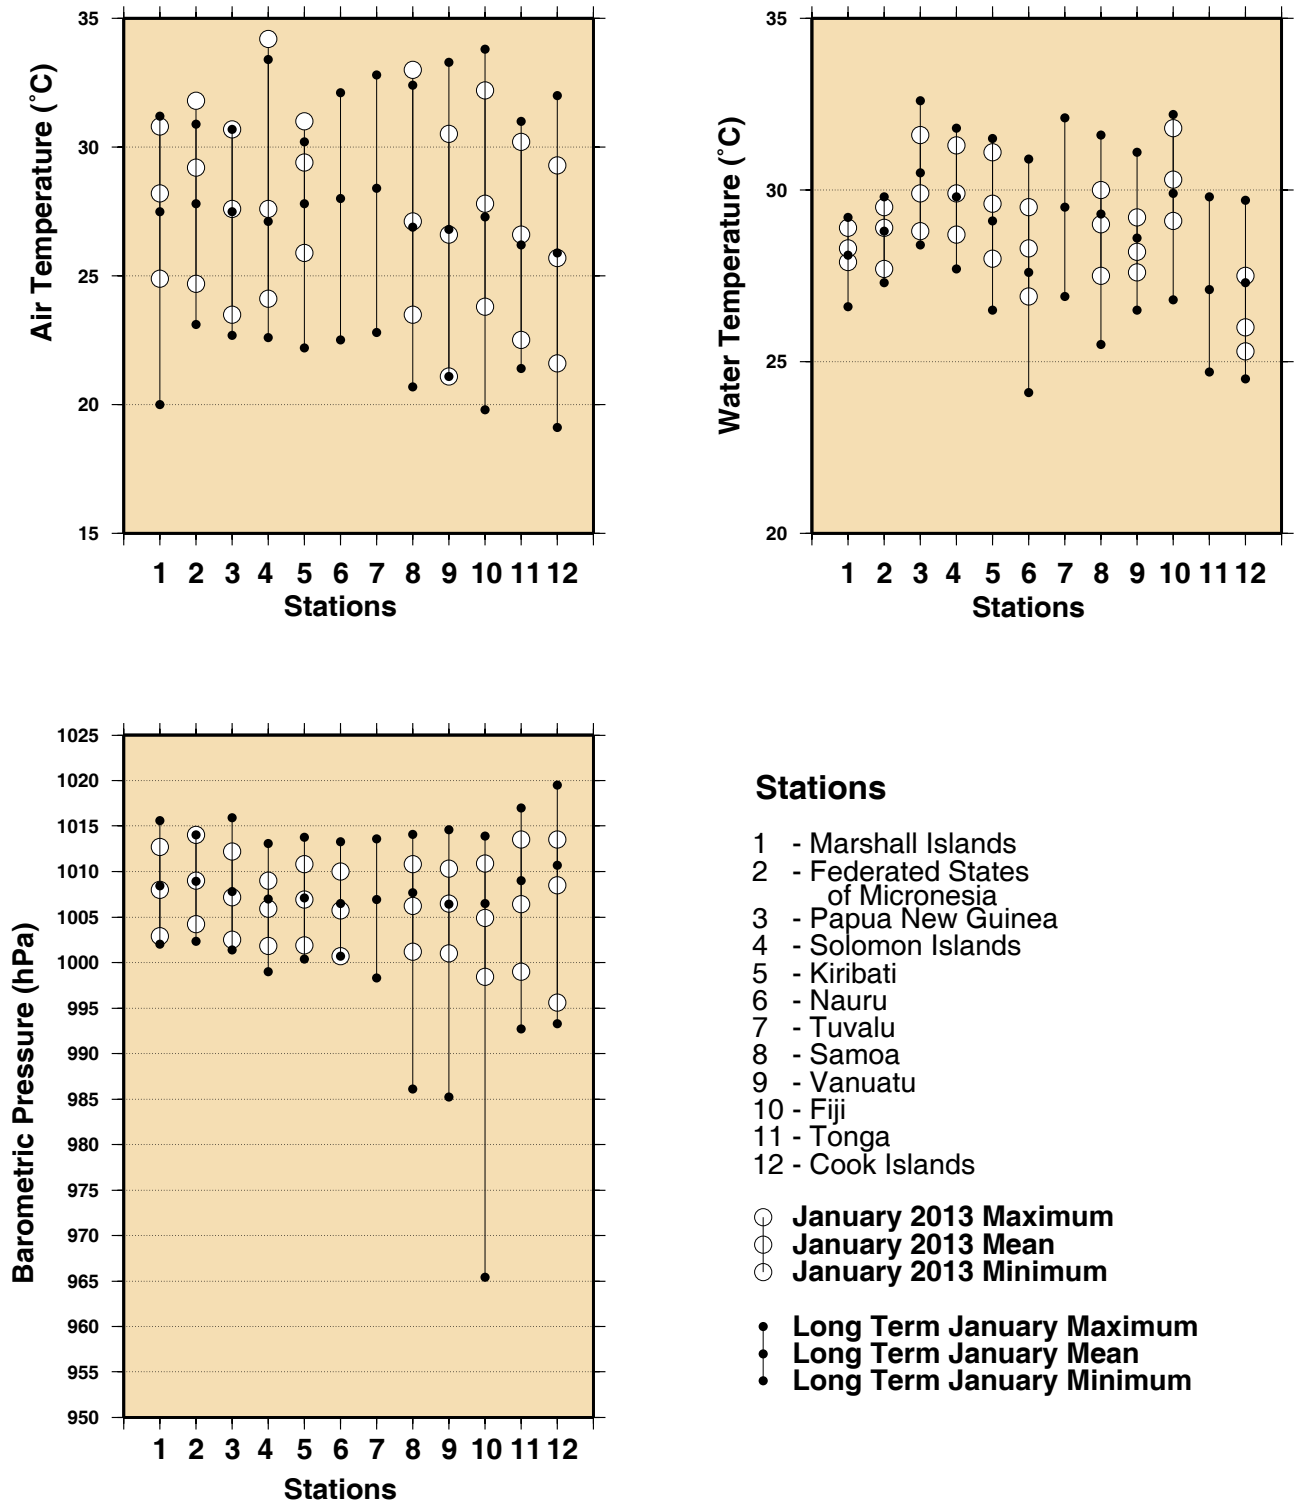 35
30
25
20
15
Air Temperature (˚C)
1 2 3 4 5 6 7 8 9 10 11 12
Stations
35
30
25
20
Water Temperature (˚C)
1 2 3 4 5 6 7 8 9 10 11 12
Stations
1025
1020
1015
1010
1005
1000
995
990
985
980
975
970
965
960
955
950
Barometric Pressure (hPa)
1 2 3 4 5 6 7 8 9 10 11 12
Stations
Stations
1 - Marshall Islands
2 - Federated States
of Micronesia
3 - Papua New Guinea
4 - Solomon Islands
5 - Kiribati
6 - Nauru
7 - Tuvalu
8 - Samoa
9 - Vanuatu
10 - Fiji
11 - Tonga
12 - Cook Islands
January 2013 Maximum
January 2013 Mean
January 2013 Minimum
Long Term January Maximum
Long Term January Mean
Long Term January Minimum